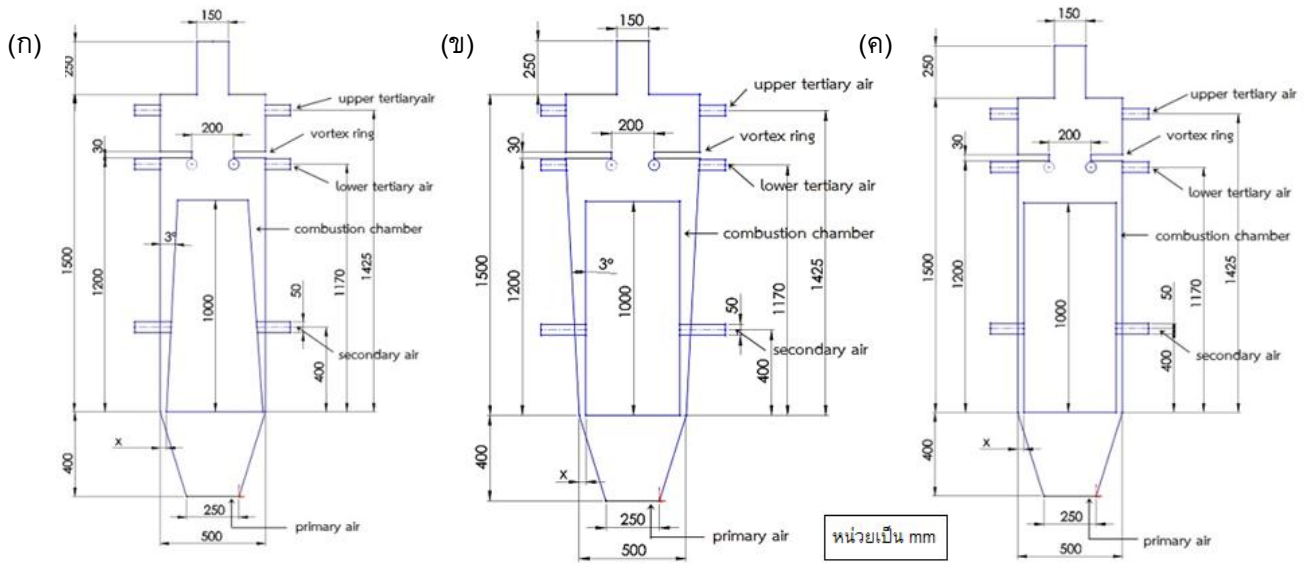 (ก)
150
250
upper tertiaryair
200
vortex ring
30
lower tertiary air
combustion chamber
3°
1500
1200
1000
50
1170
1425
secondary air
400
x
400
250
primary air
500
(ข)
150
250
upper tertiary air
200
vortex ring
30
lower tertiary air
combustion chamber
3°
1500
1200
1000
50
1170
1425
secondary air
400
x
400
250
primary air
500
หน่วยเป็น mm
(ค)
150
250
upper tertiary air
200
vortex ring
30
lower tertiary air
combustion chamber
1500
1200
1000
50
1170
1425
secondary air
400
x
400
250
primary air
500